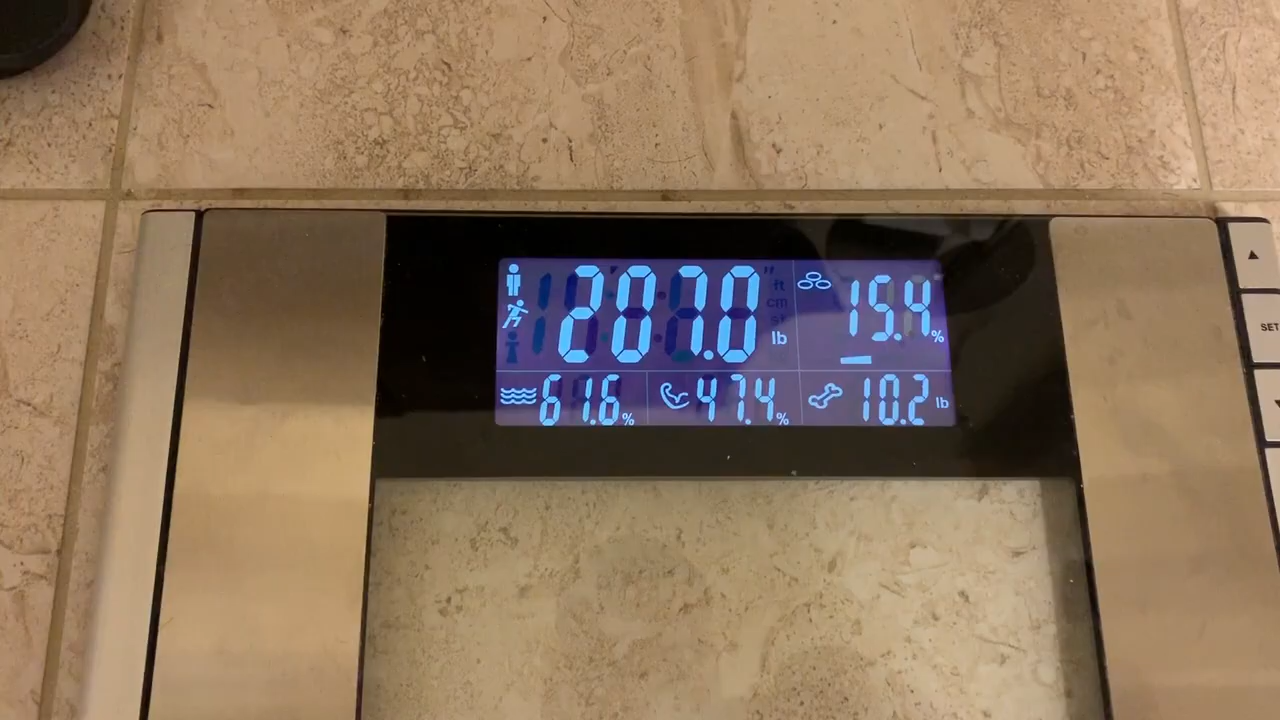 207.0 lb
15.4 %
61.6 %
47.4 %
10.2 lb
ft
cm
SET